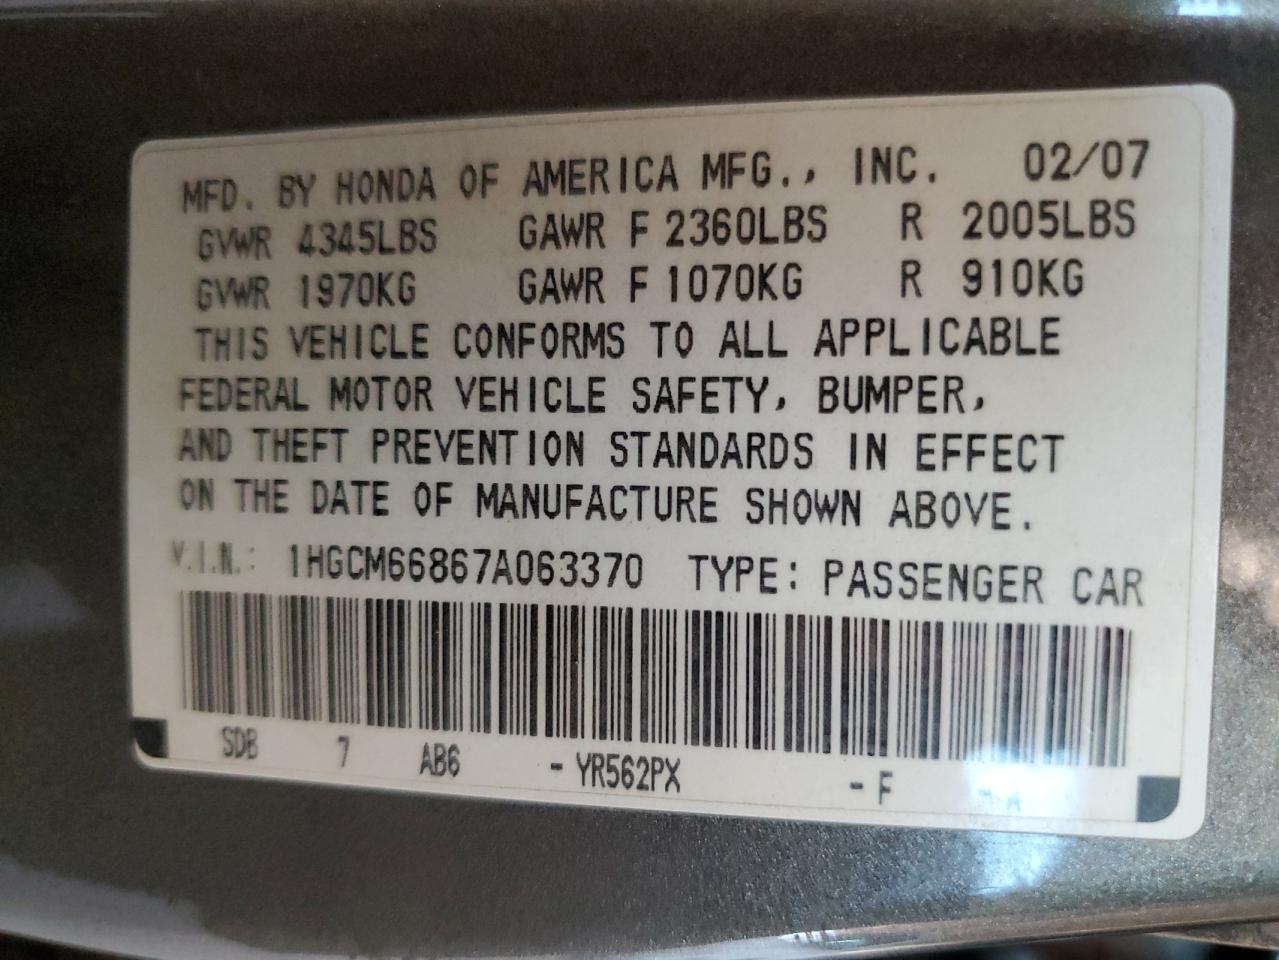 MFD. BY HONDA OF AMERICA MFG., INC. 02/07
GVWR 4345LBS GAWR F 2360LBS R 2005LBS
GVWR 1970KG GAWR F 1070KG R 910KG
THIS VEHICLE CONFORMS TO ALL APPLICABLE
FEDERAL MOTOR VEHICLE SAFETY, BUMPER,
AND THEFT PREVENTION STANDARDS IN EFFECT
ON THE DATE OF MANUFACTURE SHOWN ABOVE.
V.I.N.: 1HGCM66867A063370 TYPE: PASSENGER CAR
SDB 7 AB6 - YR562PX - F - A